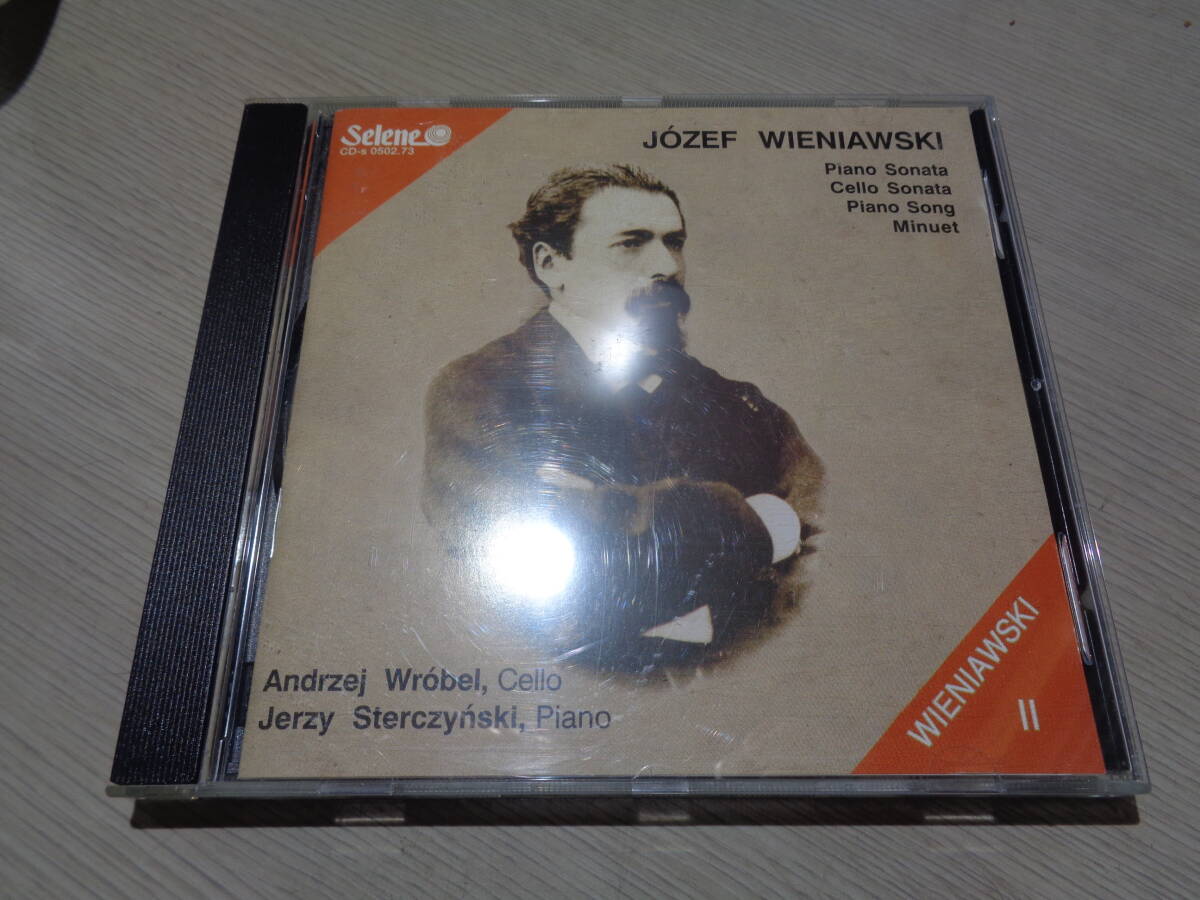 Selene
CD-s 0502.73
JÓZEF WIENIAWSKI
Piano Sonata
Cello Sonata
Piano Song
Minuet
Andrzej Wróbel, Cello
Jerzy Sterczyński, Piano
WIENIAWSKI
II